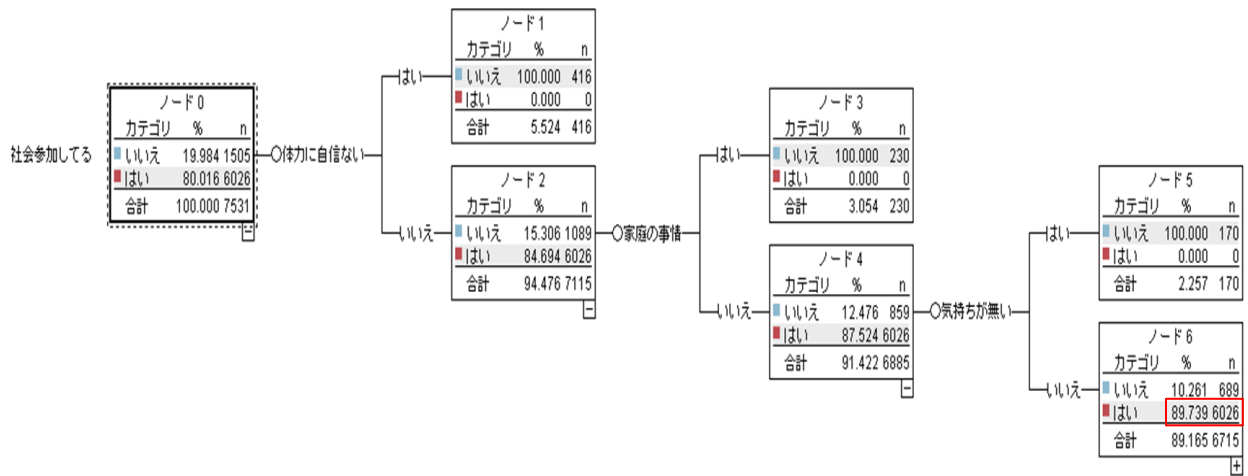 社会参加してる
ノード 0
カテゴリ % n
いいえ 19.984 1505
はい 80.016 6026
合計 100.000 7531
体力に自信ない
はい
ノード 1
カテゴリ % n
いいえ 100.000 416
はい 0.000 0
合計 5.524 416
いいえ
ノード 2
カテゴリ % n
いいえ 15.306 1089
はい 84.694 6026
合計 94.476 7115
〇家庭の事情
はい
ノード 3
カテゴリ % n
いいえ 100.000 230
はい 0.000 0
合計 3.054 230
いいえ
ノード 4
カテゴリ % n
いいえ 12.476 859
はい 87.524 6026
合計 91.422 6885
〇気持ちが無い
はい
ノード 5
カテゴリ % n
いいえ 100.000 170
はい 0.000 0
合計 2.257 170
いいえ
ノード 6
カテゴリ % n
いいえ 10.261 689
はい 89.739 6026
合計 89.165 6715